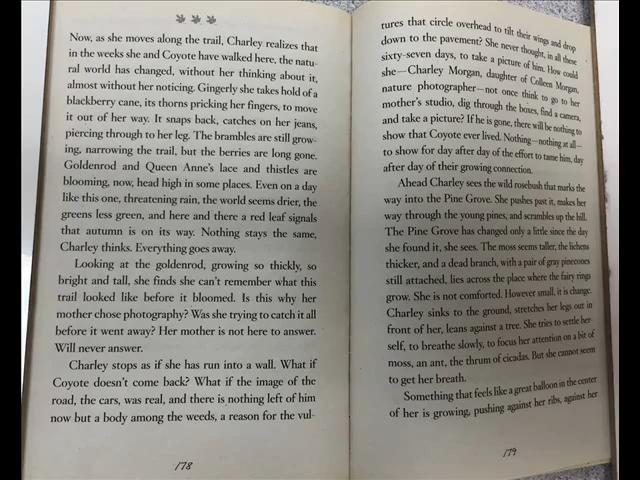 Now, as she moves along the trail, Charley realizes that
in the weeks she and Coyote have walked here, the natu-
ral world has changed, without her thinking about it,
almost without her noticing. Gingerly she takes hold of a
blackberry cane, its thorns pricking her fingers, to move
it out of her way. It snaps back, catches on her jeans,
piercing through to her leg. The brambles are still grow-
ing, narrowing the trail, but the berries are long gone.
Goldenrod and Queen Anne's lace and thistles are
blooming, now, head high in some places. Even on a day
like this one, threatening rain, the world seems drier, the
greens less green, and here and there a red leaf signals
that autumn is on its way. Nothing stays the same,
Charley thinks. Everything goes away.
Looking at the goldenrod, growing so thickly, so
bright and tall, she finds she can't remember what this
trail looked like before it bloomed. Is this why her
mother chose photography? Was she trying to catch it all
before it went away? Her mother is not here to answer.
Will never answer.
Charley stops as if she has run into a wall. What if
Coyote doesn't come back? What if the image of the
road, the cars, was real, and there is nothing left of him
now but a body among the weeds, a reason for the vul-
178
tures that circle overhead to tilt their wings and drop
down to the pavement? She never thought, in all these
sixty-seven days, to take a picture of him. How could
she—Charley Morgan, daughter of Colleen Morgan,
nature photographer—not once think to go to her
mother's studio, dig through the boxes, find a camera,
and take a picture? If he is gone, there will be nothing to
show that Coyote ever lived. Nothing—nothing at all—
to show for day after day of the effort to tame him, day
after day of their growing connection.
Ahead Charley sees the wild rosebush that marks the
way into the Pine Grove. She pushes past it, makes her
way through the young pines, and scrambles up the hill.
The Pine Grove has changed only a little since the day
she found it, she sees. The moss seems taller, the lichens
thicker, and a dead branch, with a pair of gray pinecones
still attached, lies across the place where the fairy rings
grow. She is not comforted. However small, it is change.
Charley sinks to the ground, stretches her legs out in
front of her, leans against a tree. She tries to settle her-
self, to breathe slowly, to focus her attention on a bit of
moss, an ant, the thrum of cicadas. But she cannot seem
to get her breath.
Something that feels like a great balloon in the center
of her is growing, pushing against her ribs, against her
179